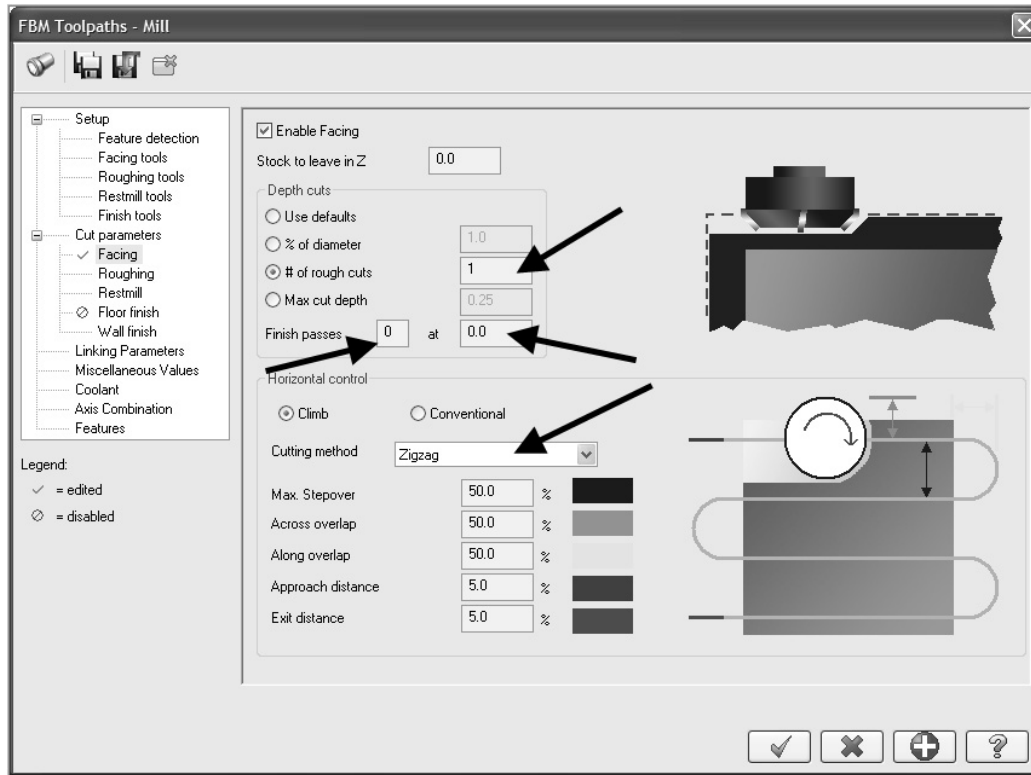 FBM Toolpaths - Mill
Setup
Feature detection
Facing tools
Roughing tools
Restmill tools
Finish tools
Cut parameters
Facing
Roughing
Restmill
Floor finish
Wall finish
Linking Parameters
Miscellaneous Values
Coolant
Axis Combination
Features
Legend:
= edited
= disabled
Enable Facing
Stock to leave in Z 0.0
Depth cuts
Use defaults
% of diameter 1.0
# of rough cuts 1
Max cut depth 0.25
Finish passes 0 at 0.0
Horizontal control
Climb Conventional
Cutting method Zigzag
Max. Stepover 50.0 %
Across overlap 50.0 %
Along overlap 50.0 %
Approach distance 5.0 %
Exit distance 5.0 %